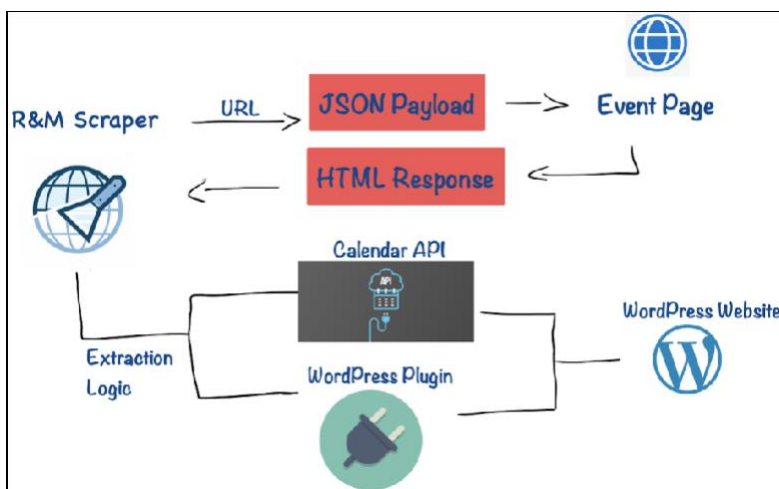 R&M Scraper
URL
JSON Payload
Event Page
HTML Response
Calendar API
API
Extraction
Logic
WordPress Plugin
WordPress Website
W